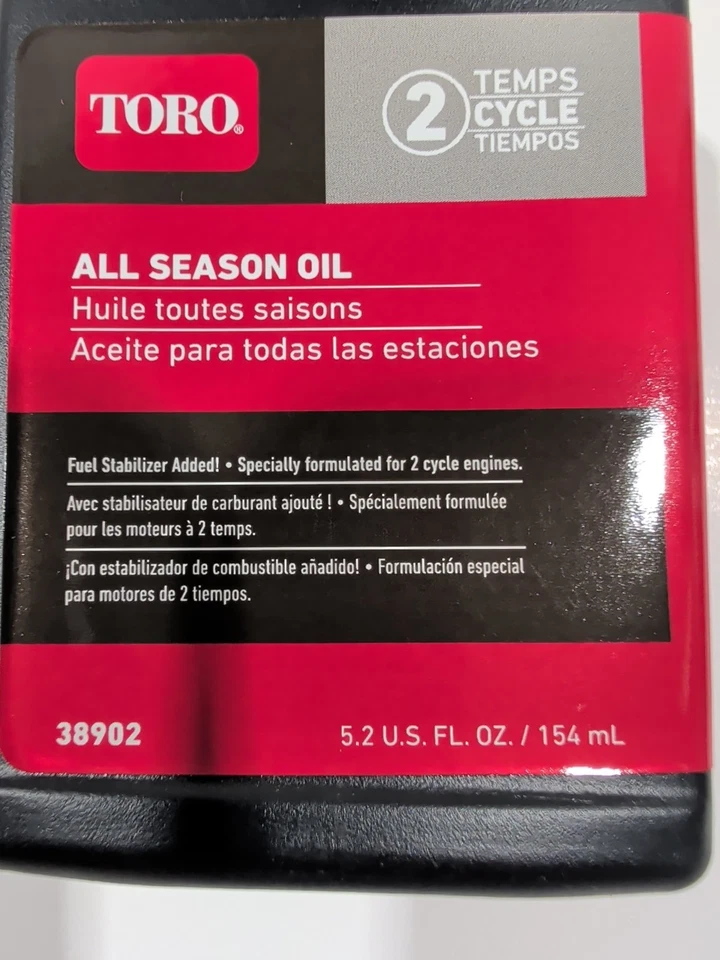 TORO®
2 TEMPS
CYCLE
TIEMPOS
ALL SEASON OIL
Huile toutes saisons
Aceite para todas las estaciones
Fuel Stabilizer Added! • Specially formulated for 2 cycle engines.
Avec stabilisateur de carburant ajouté ! • Spécialement formulée
pour les moteurs à 2 temps.
¡Con estabilizador de combustible añadido! • Formulación especial
para motores de 2 tiempos.
38902
5.2 U.S. FL. OZ. / 154 mL